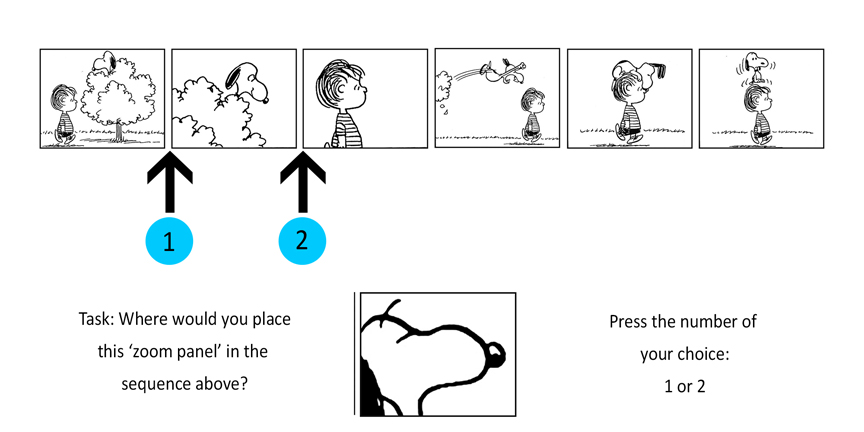 1
2
Task: Where would you place
this ‘zoom panel’ in the
sequence above?
Press the number of
your choice:
1 or 2